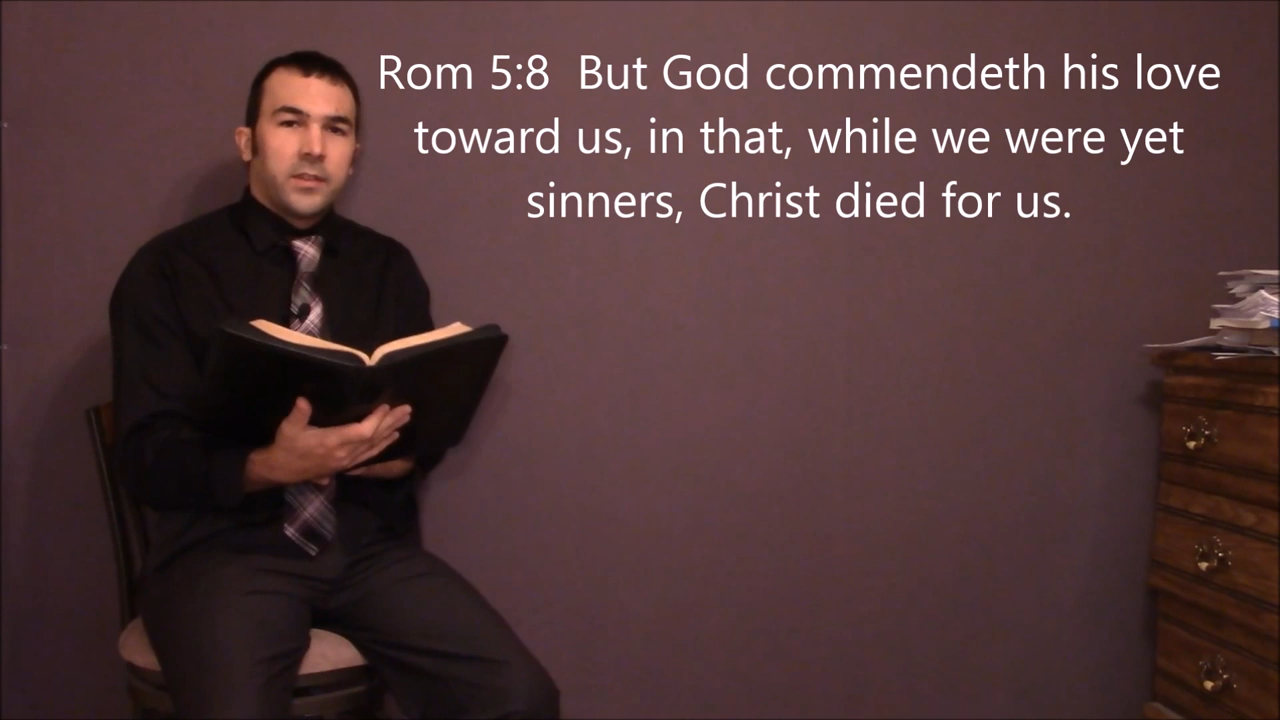 Rom 5:8  But God commendeth his love
toward us, in that, while we were yet
sinners, Christ died for us.